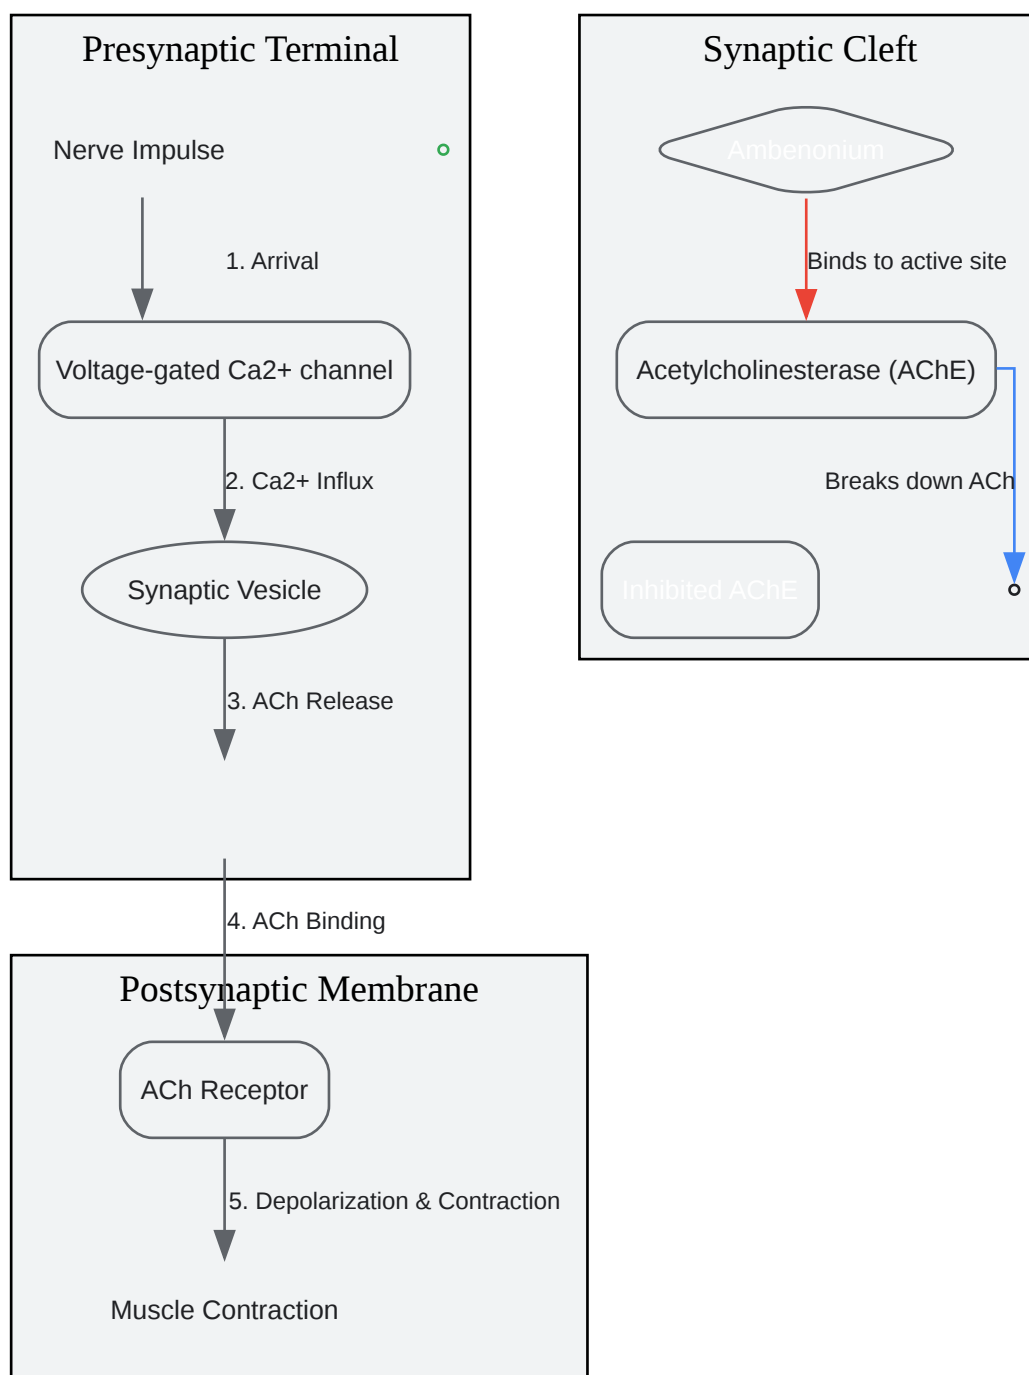 Presynaptic Terminal
Nerve Impulse
1. Arrival
Voltage-gated Ca2+ channel
2. Ca2+ Influx
Synaptic Vesicle
3. ACh Release
4. ACh Binding
Synaptic Cleft
Ambenonium
Binds to active site
Acetylcholinesterase (AChE)
Breaks down ACh
Inhibited AChE
Postsynaptic Membrane
ACh Receptor
5. Depolarization & Contraction
Muscle Contraction